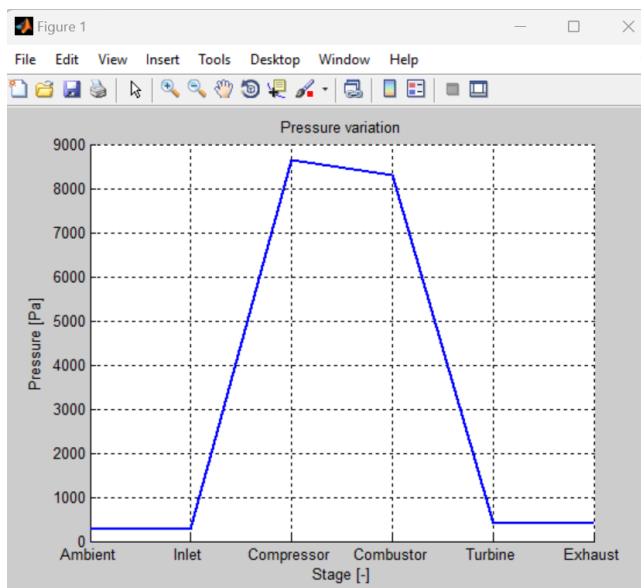 Figure 1
File Edit View Insert Tools Desktop Window Help
Pressure variation
9000
8000
7000
6000
5000
4000
3000
2000
1000
0
Pressure [Pa]
Ambient Inlet Compressor Combustor Turbine Exhaust
Stage [-]